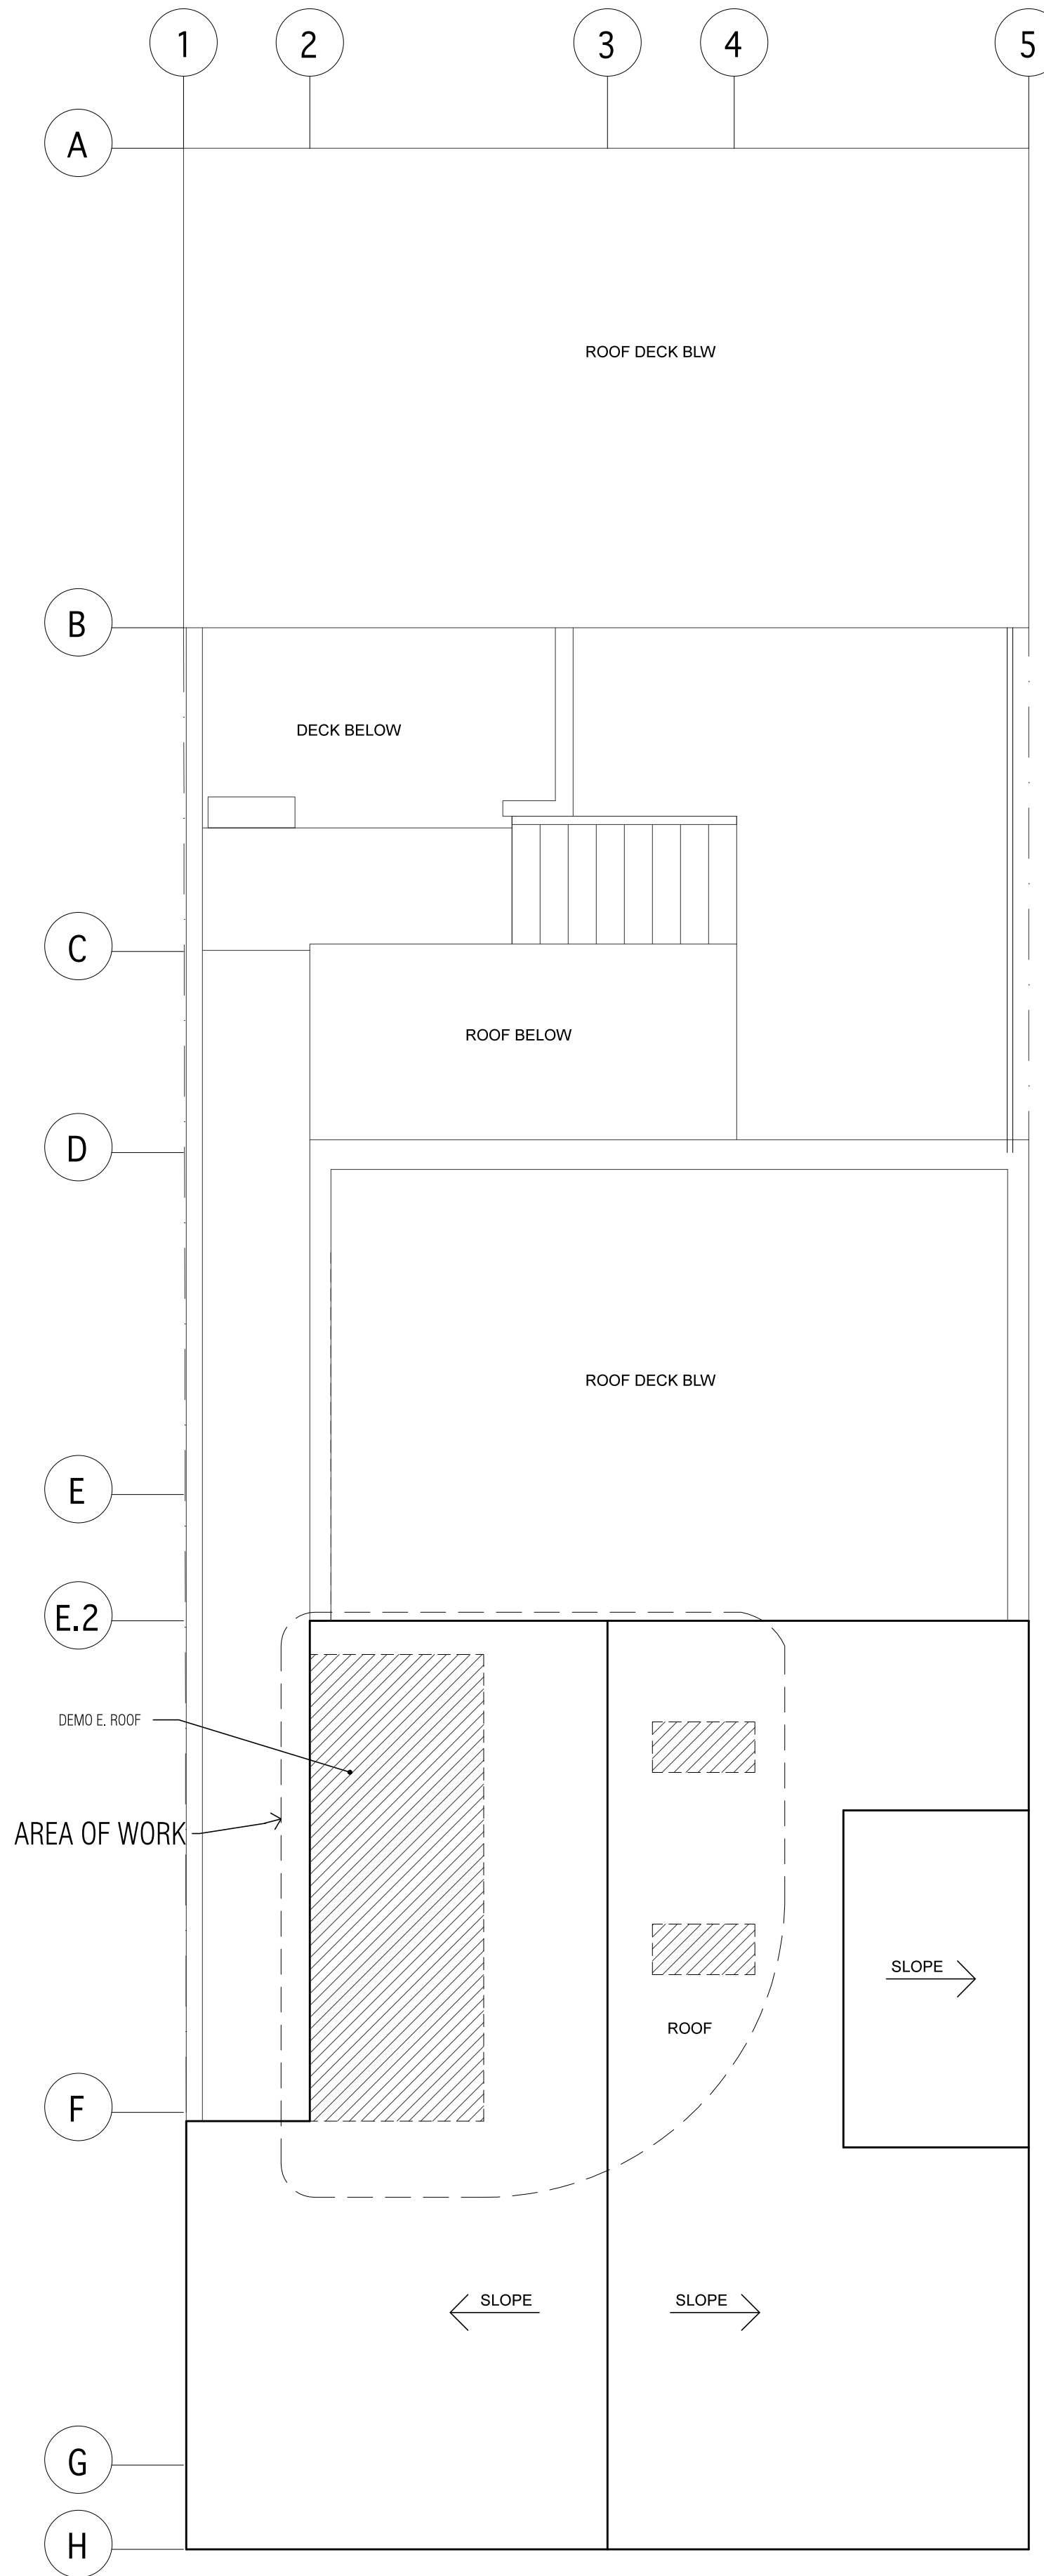 1 2 3 4 5
A
ROOF DECK BLW
B
DECK BELOW
C
ROOF BELOW
D
ROOF DECK BLW
E
E.2
DEMO E. ROOF
AREA OF WORK
SLOPE
ROOF
F
SLOPE SLOPE
G
H